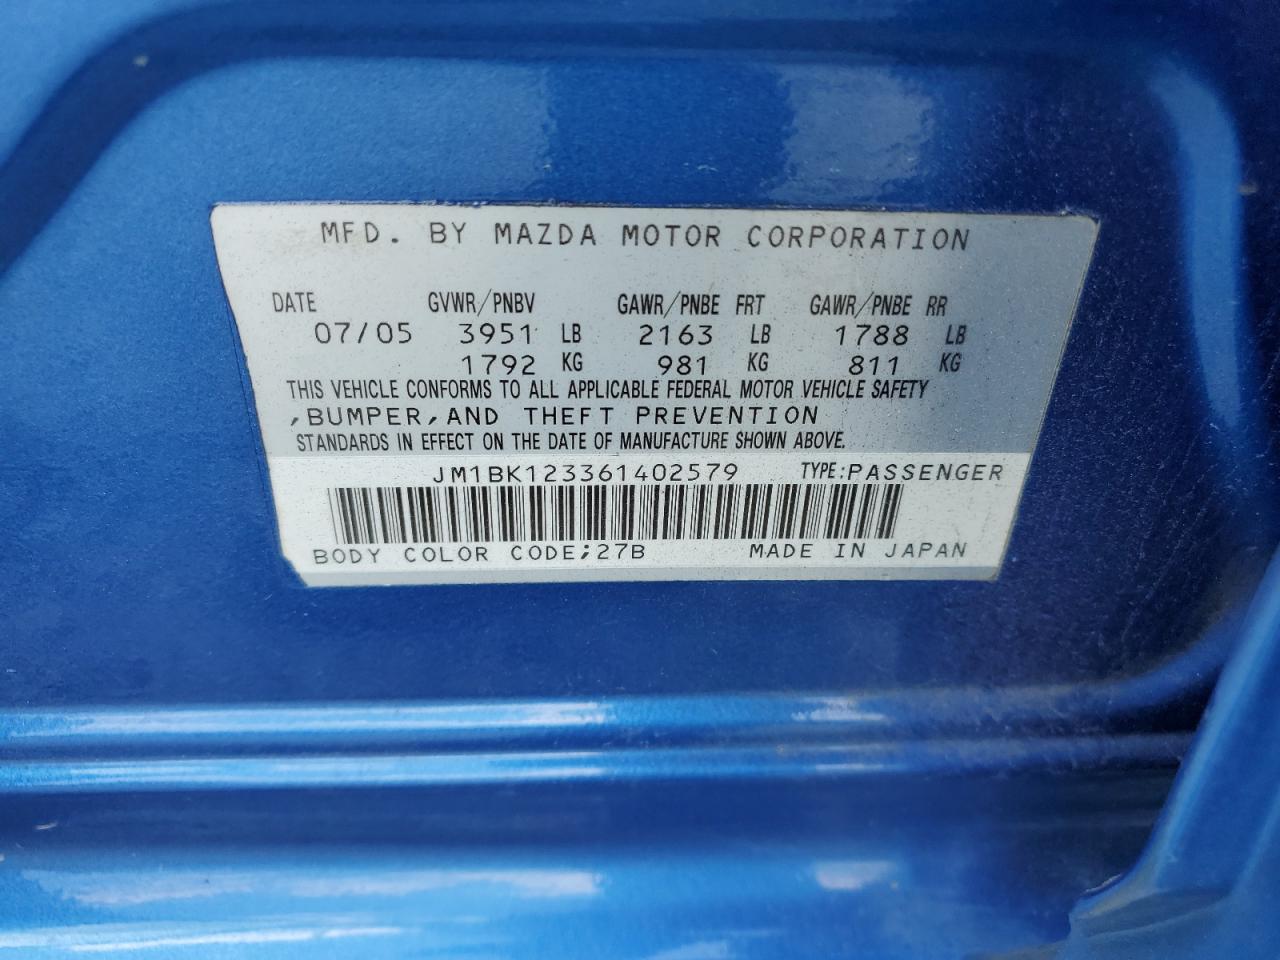 MFD. BY MAZDA MOTOR CORPORATION
DATE GVWR/PNBV GAWR/PNBE FRT GAWR/PNBE RR
07/05 3951 LB 2163 LB 1788 LB
1792 KG 981 KG 811 KG
THIS VEHICLE CONFORMS TO ALL APPLICABLE FEDERAL MOTOR VEHICLE SAFETY
,BUMPER,AND THEFT PREVENTION
STANDARDS IN EFFECT ON THE DATE OF MANUFACTURE SHOWN ABOVE.
JM1BK123361402579 TYPE:PASSENGER
BODY COLOR CODE;27B MADE IN JAPAN